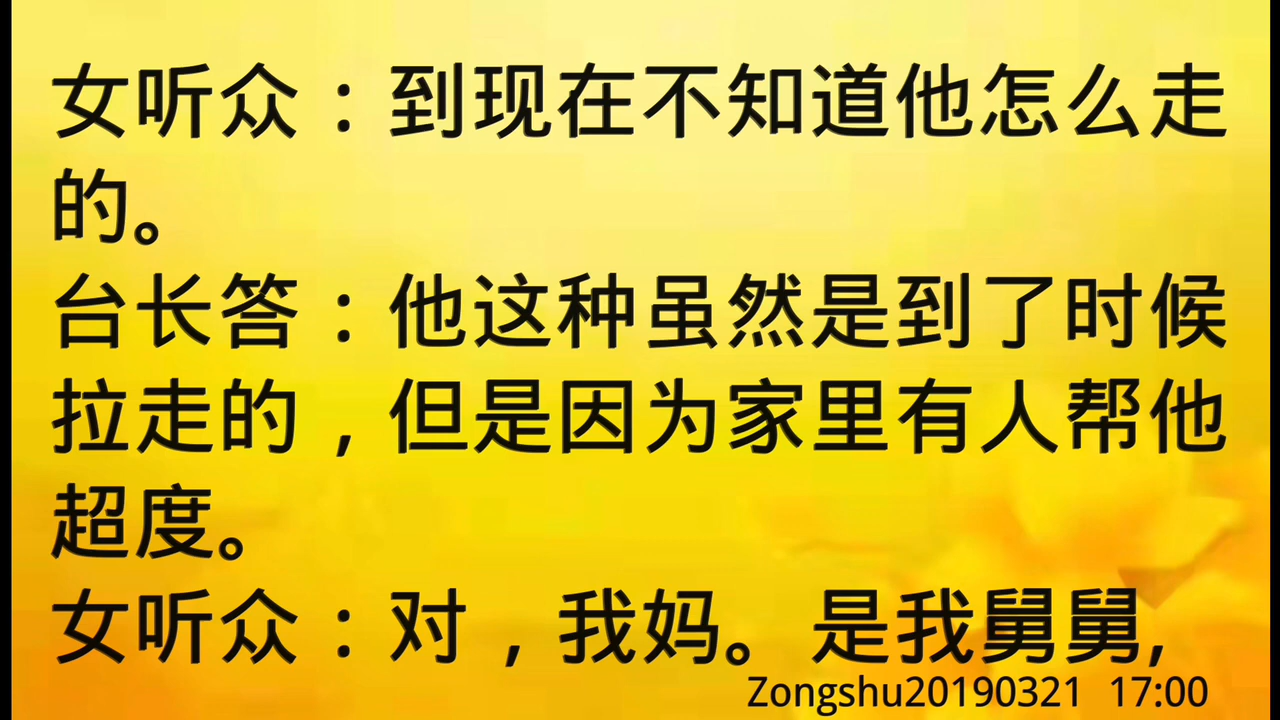 女听众：到现在不知道他怎么走
的。
台长答：他这种虽然是到了时候
拉走的，但是因为家里有人帮他
超度。
女听众：对，我妈。是我舅舅，
Zongshu20190321 17:00